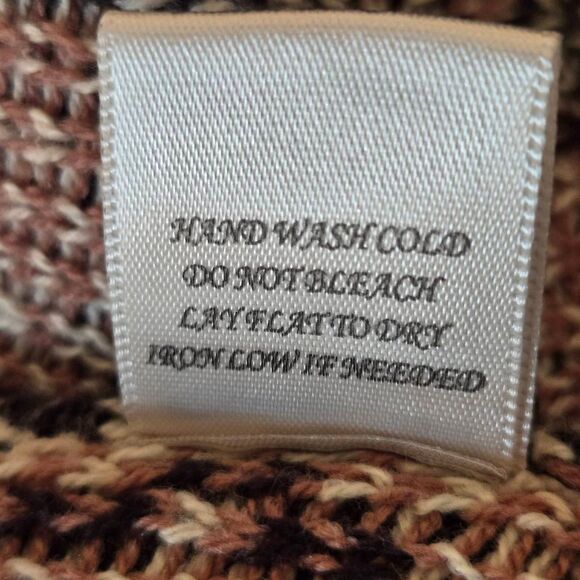 HAND WASH COLD
DO NOT BLEACH
LAY FLAT TO DRY
IRON LOW IF NEEDED